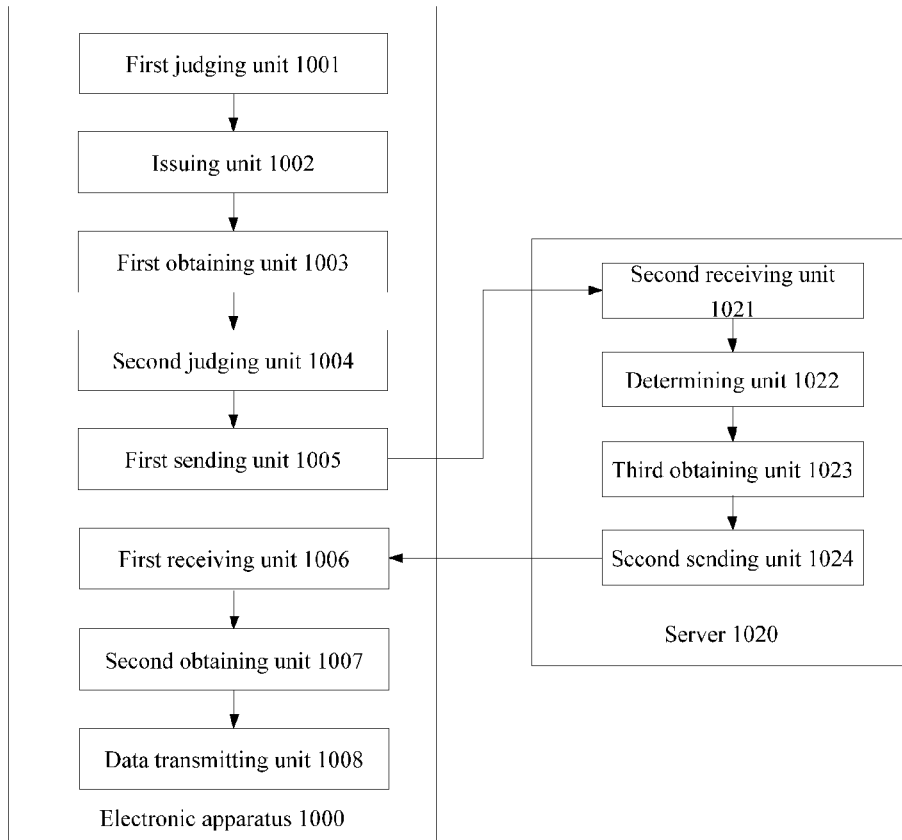 First judging unit 1001
Issuing unit 1002
First obtaining unit 1003
Second judging unit 1004
First sending unit 1005
First receiving unit 1006
Second obtaining unit 1007
Data transmitting unit 1008
Electronic apparatus 1000
Second receiving unit
1021
Determining unit 1022
Third obtaining unit 1023
Second sending unit 1024
Server 1020